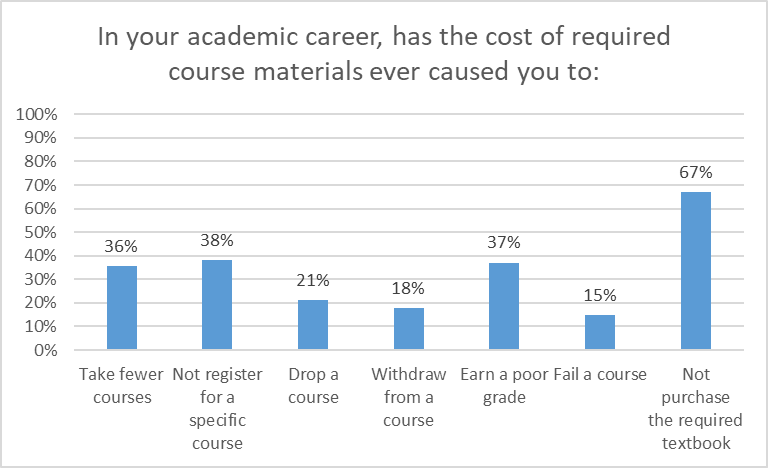 In your academic career, has the cost of required
course materials ever caused you to:
100%
90%
80%
70%
60%
50%
40%
30%
20%
10%
0%
36%
38%
21%
18%
37%
15%
67%
Take fewer
courses
Not register
for a
specific
course
Drop a
course
Withdraw
from a
course
Earn a poor
grade
Fail a course
Not
purchase
the required
textbook